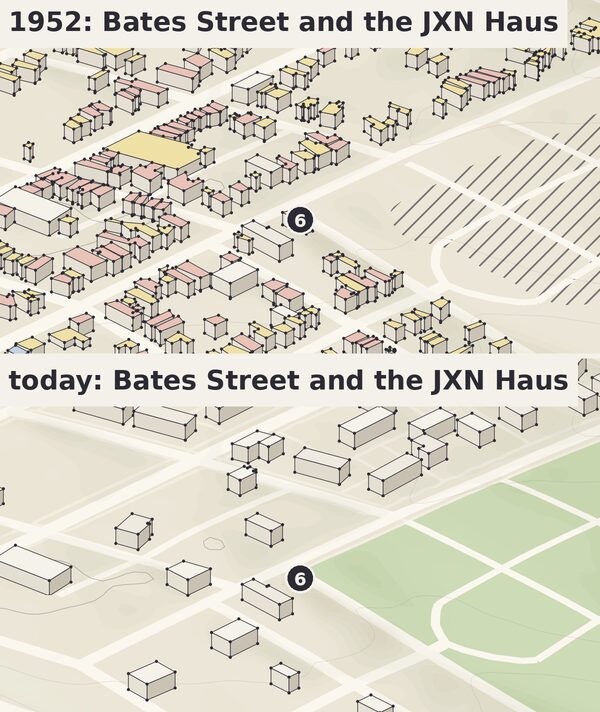 1952: Bates Street and the JXN Haus
6
today: Bates Street and the JXN Haus
6